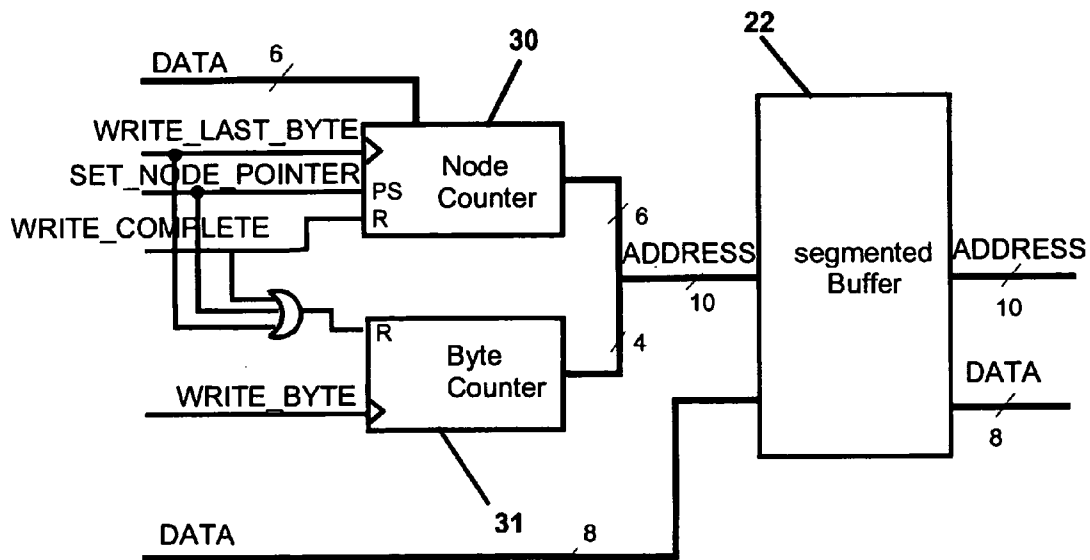 22
30
DATA 6
WRITE_LAST_BYTE
SET_NODE_POINTER
WRITE_COMPLETE
PS
R
Node
Counter
6
ADDRESS
10
4
segmented
Buffer
ADDRESS
10
DATA
8
R
Byte
Counter
WRITE_BYTE
31
DATA 8